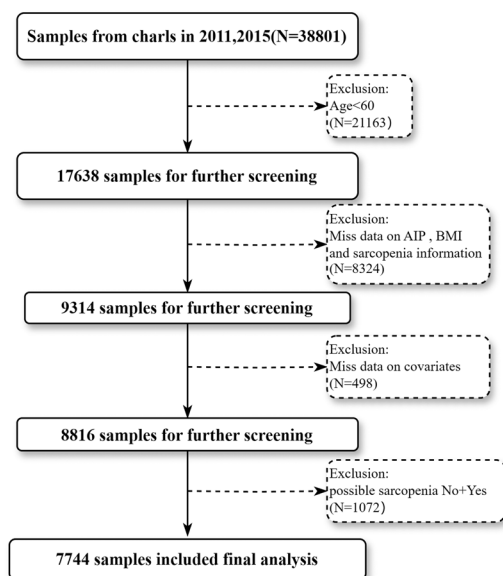 Samples from charls in 2011,2015(N=38801)
Exclusion:
Age<60
(N=21163)
17638 samples for further screening
Exclusion:
Miss data on AIP , BMI
and sarcopenia information
(N=8324)
9314 samples for further screening
Exclusion:
Miss data on covariates
(N=498)
8816 samples for further screening
Exclusion:
possible sarcopenia No+Yes
(N=1072)
7744 samples included final analysis